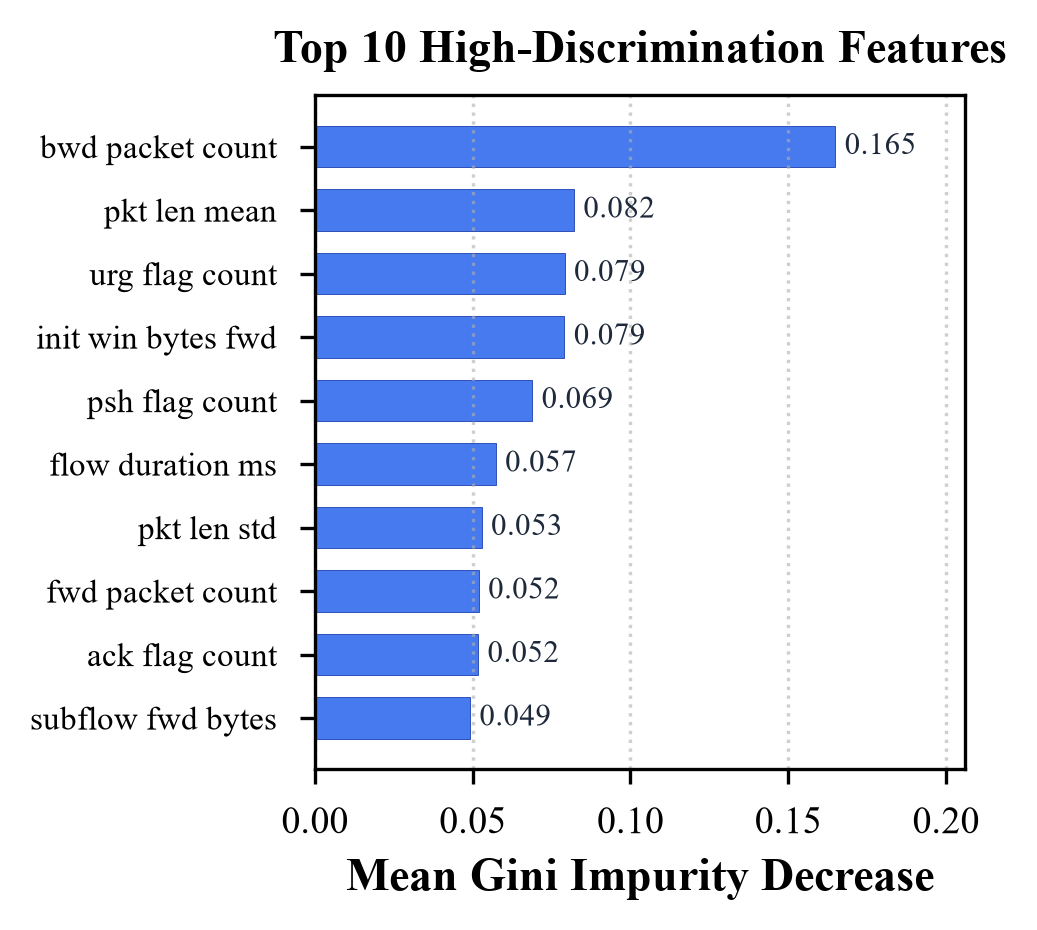 Top 10 High-Discrimination Features
bwd packet count 0.165
pkt len mean 0.082
urg flag count 0.079
init win bytes fwd 0.079
psh flag count 0.069
flow duration ms 0.057
pkt len std 0.053
fwd packet count 0.052
ack flag count 0.052
subflow fwd bytes 0.049
0.00 0.05 0.10 0.15 0.20
Mean Gini Impurity Decrease